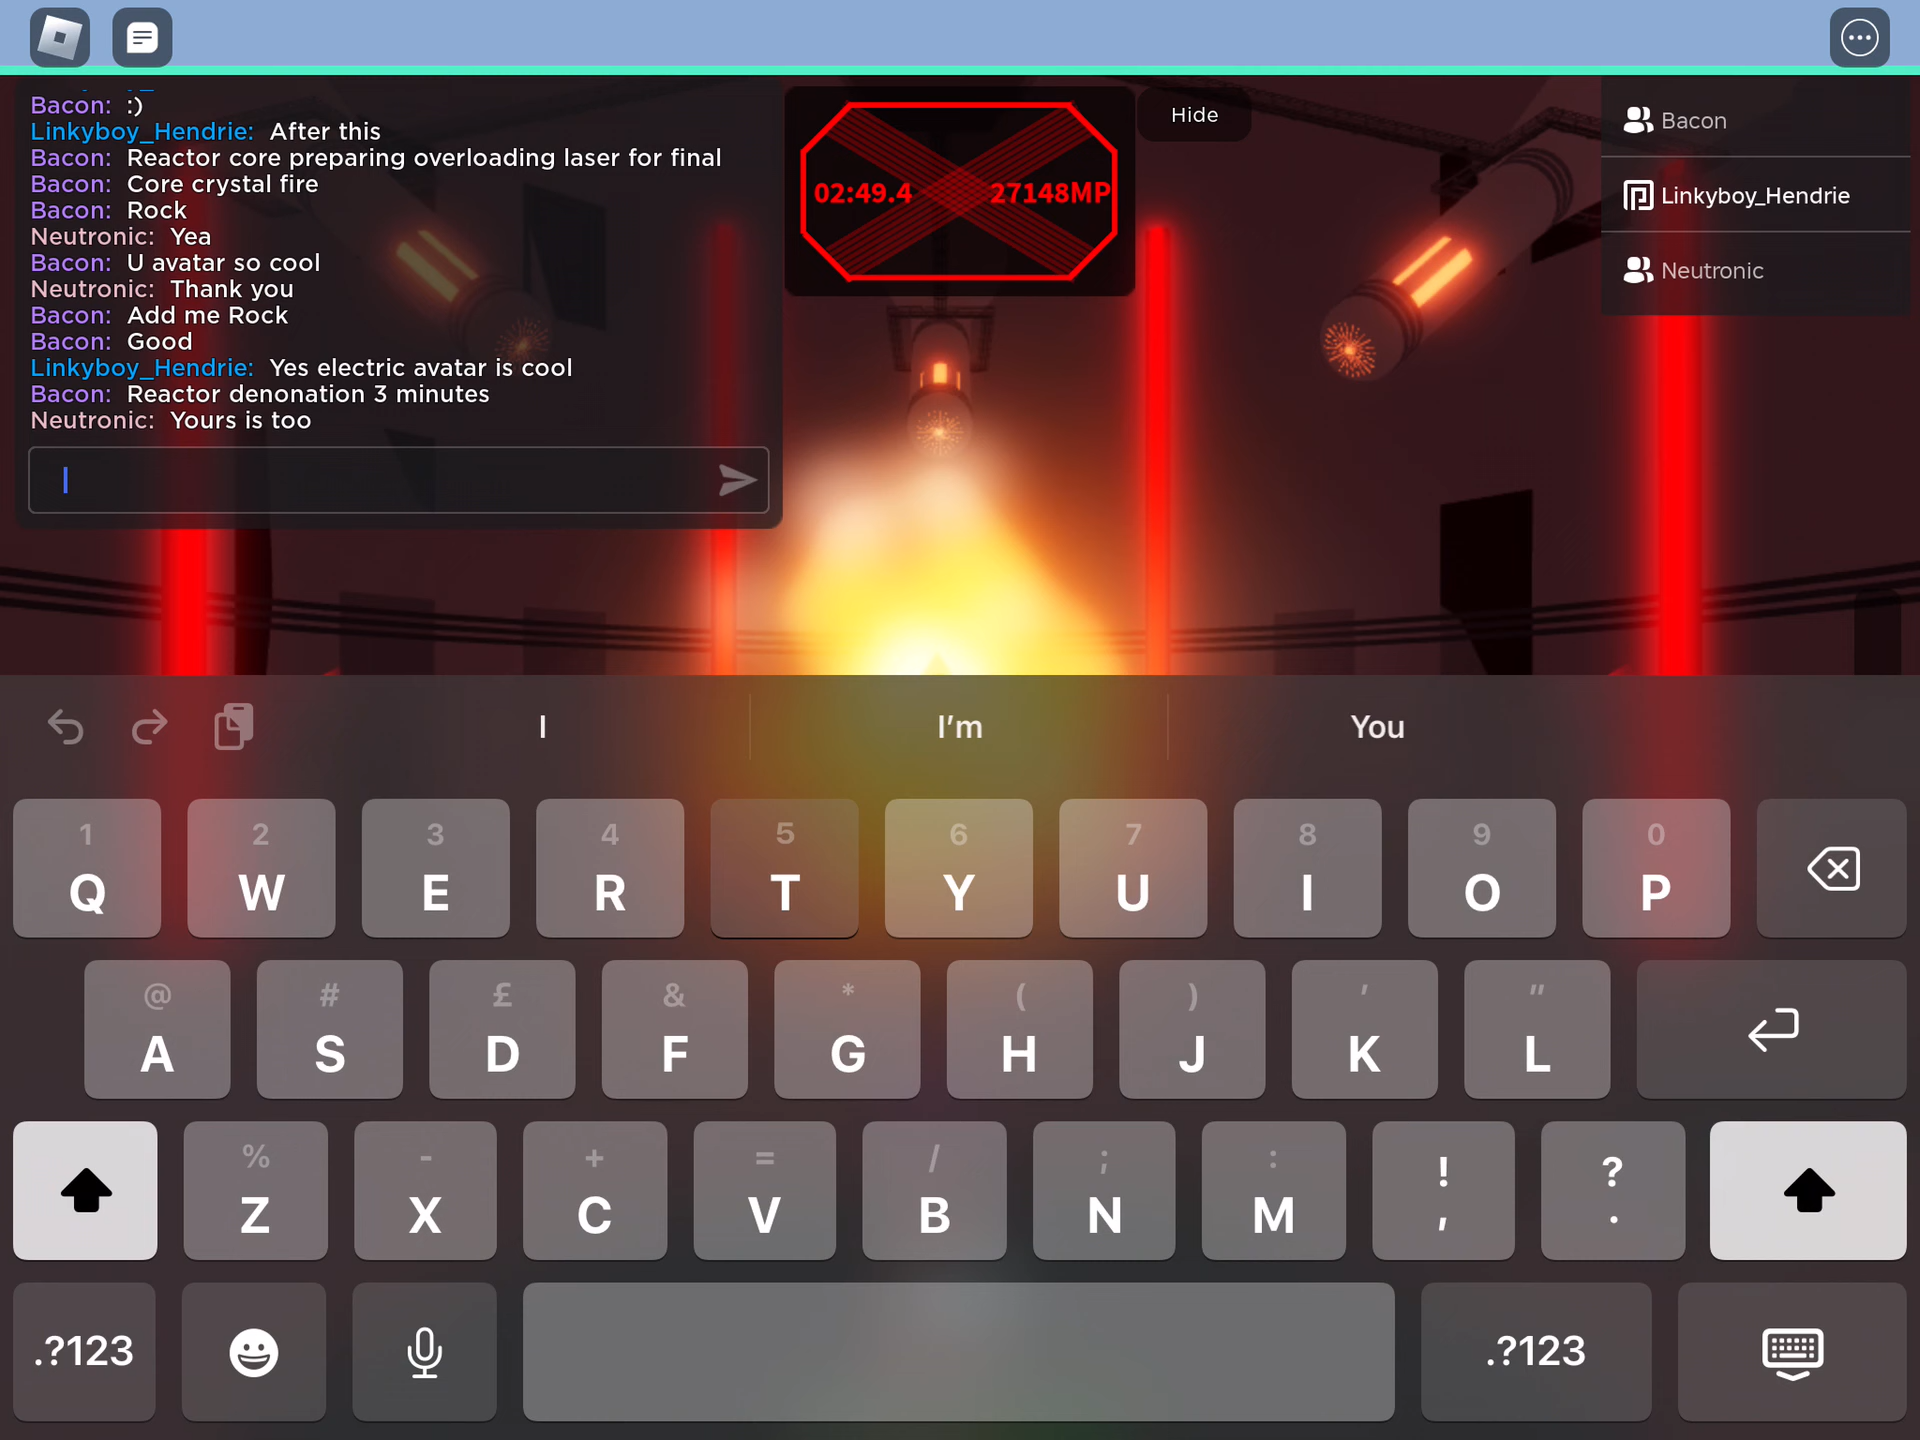 Bacon: :)
Linkyboy_Hendrie: After this
Bacon: Reactor core preparing overloading laser for final
Bacon: Core crystal fire
Bacon: Rock
Neutronic: Yea
Bacon: U avatar so cool
Neutronic: Thank you
Bacon: Add me Rock
Bacon: Good
Linkyboy_Hendrie: Yes electric avatar is cool
Bacon: Reactor denonation 3 minutes
Neutronic: Yours is too
02:49.4 27148MP
Hide
Bacon
Linkyboy_Hendrie
Neutronic
I I'm You
1 2 3 4 5 6 7 8 9 0
Q W E R T Y U I O P
@ # £ & * ( ) ' "
A S D F G H J K L
% - + = / ; : ! ?
Z X C V B N M , .
.?123 .?123